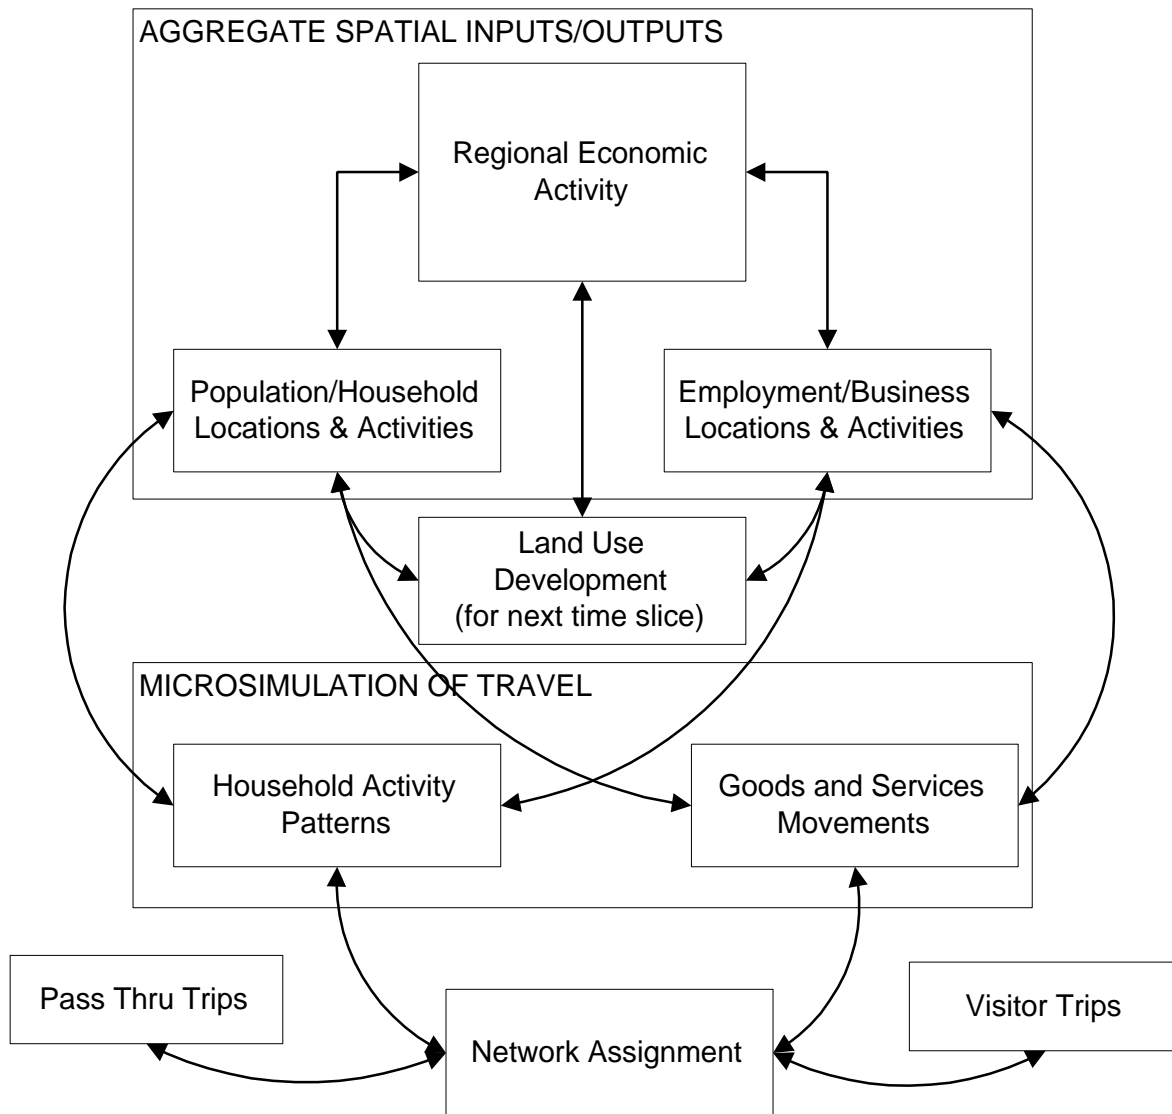 AGGREGATE SPATIAL INPUTS/OUTPUTS
Regional Economic
Activity
Population/Household
Locations & Activities
Employment/Business
Locations & Activities
Land Use
Development
(for next time slice)
MICROSIMULATION OF TRAVEL
Household Activity
Patterns
Goods and Services
Movements
Pass Thru Trips
Visitor Trips
Network Assignment